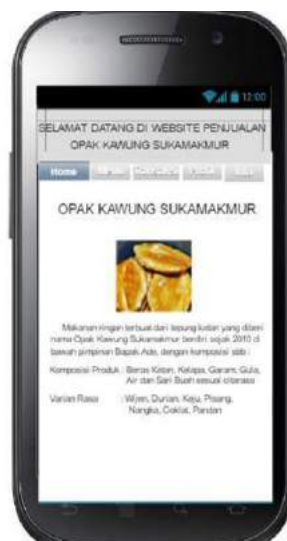 12:00
SELAMAT DATANG DI WEBSITE PENJUALAN
OPAK KAWUNG SUKAMAKMUR
Home
OPAK KAWUNG SUKAMAKMUR
Makanan ringan terbuat dari tepung ketan yang diberi
nama Opak Kawung Sukamakmur berdiri sejak 2010 di
bawah pimpinan Bapak Ade, dengan komposisi sbb :
Komposisi Produk : Beras Ketan, Kelapa, Garam, Gula,
Air dan Sari Buah sesuai citarasa
Varian Rasa : Wijen, Durian, Keju, Pisang,
Nangka, Coklat, Pandan